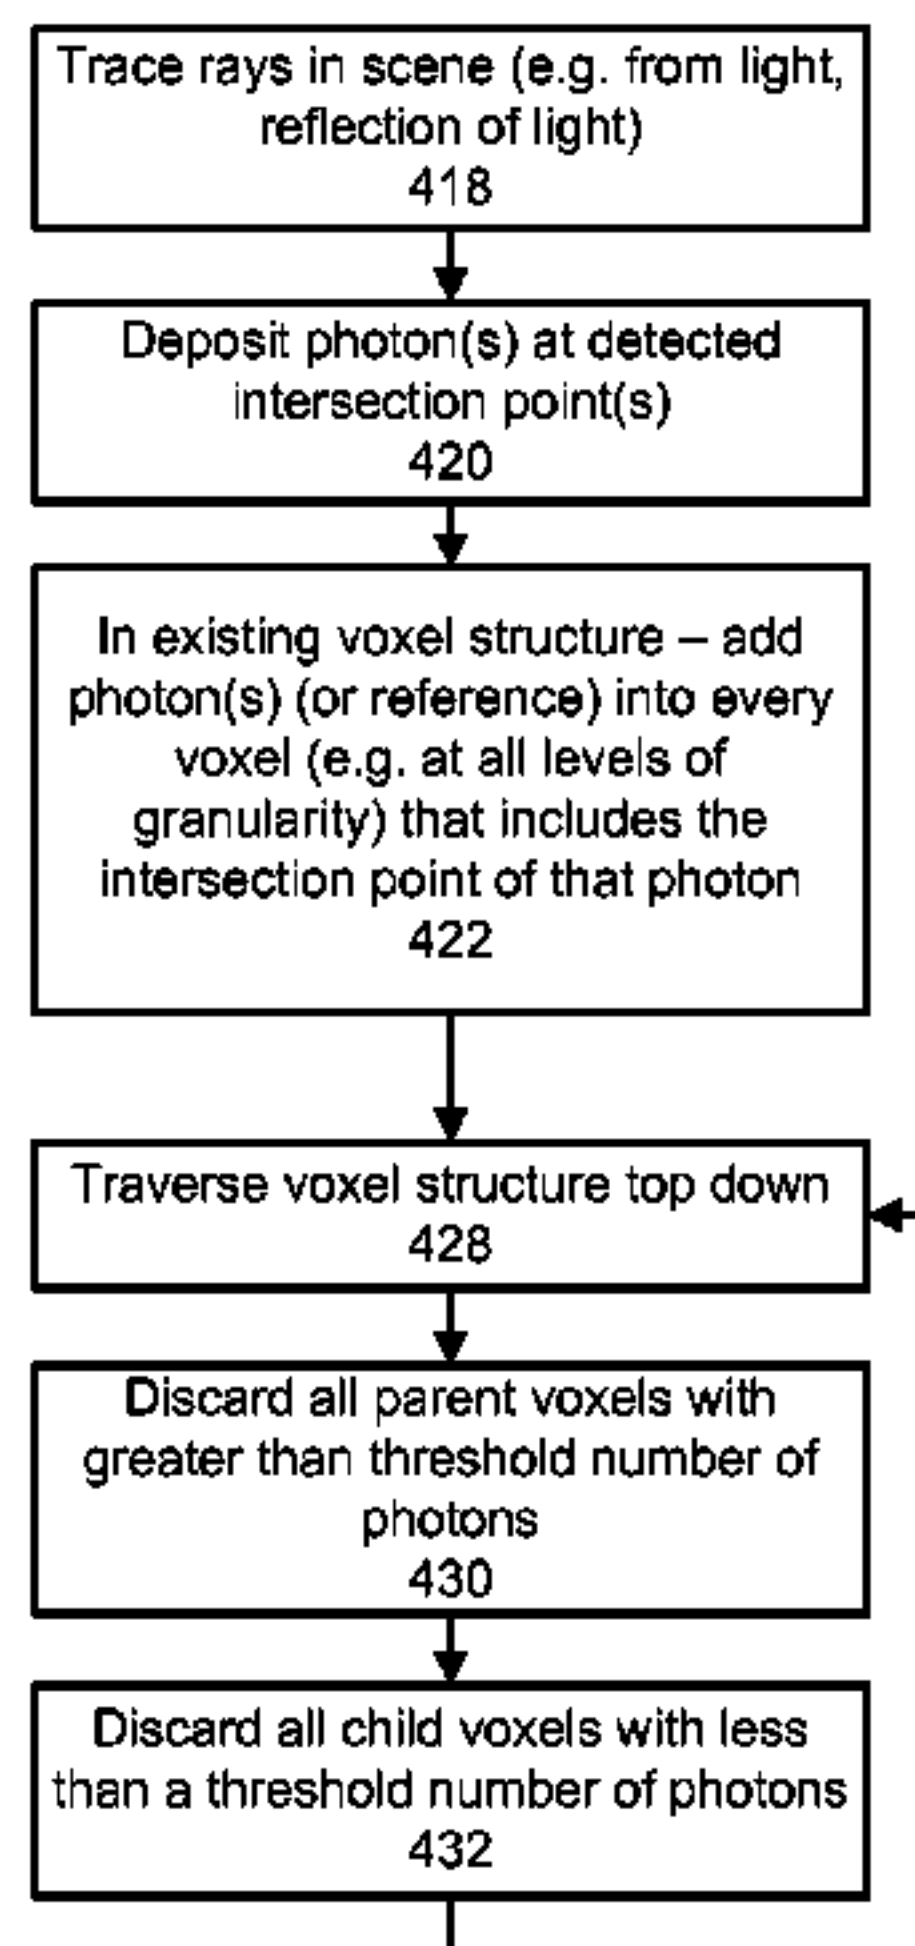 Trace rays in scene (e.g. from light,
reflection of light)
418
Deposit photon(s) at detected
intersection point(s)
420
In existing voxel structure – add
photon(s) (or reference) into every
voxel (e.g. at all levels of
granularity) that includes the
intersection point of that photon
422
Traverse voxel structure top down
428
Discard all parent voxels with
greater than threshold number of
photons
430
Discard all child voxels with less
than a threshold number of photons
432